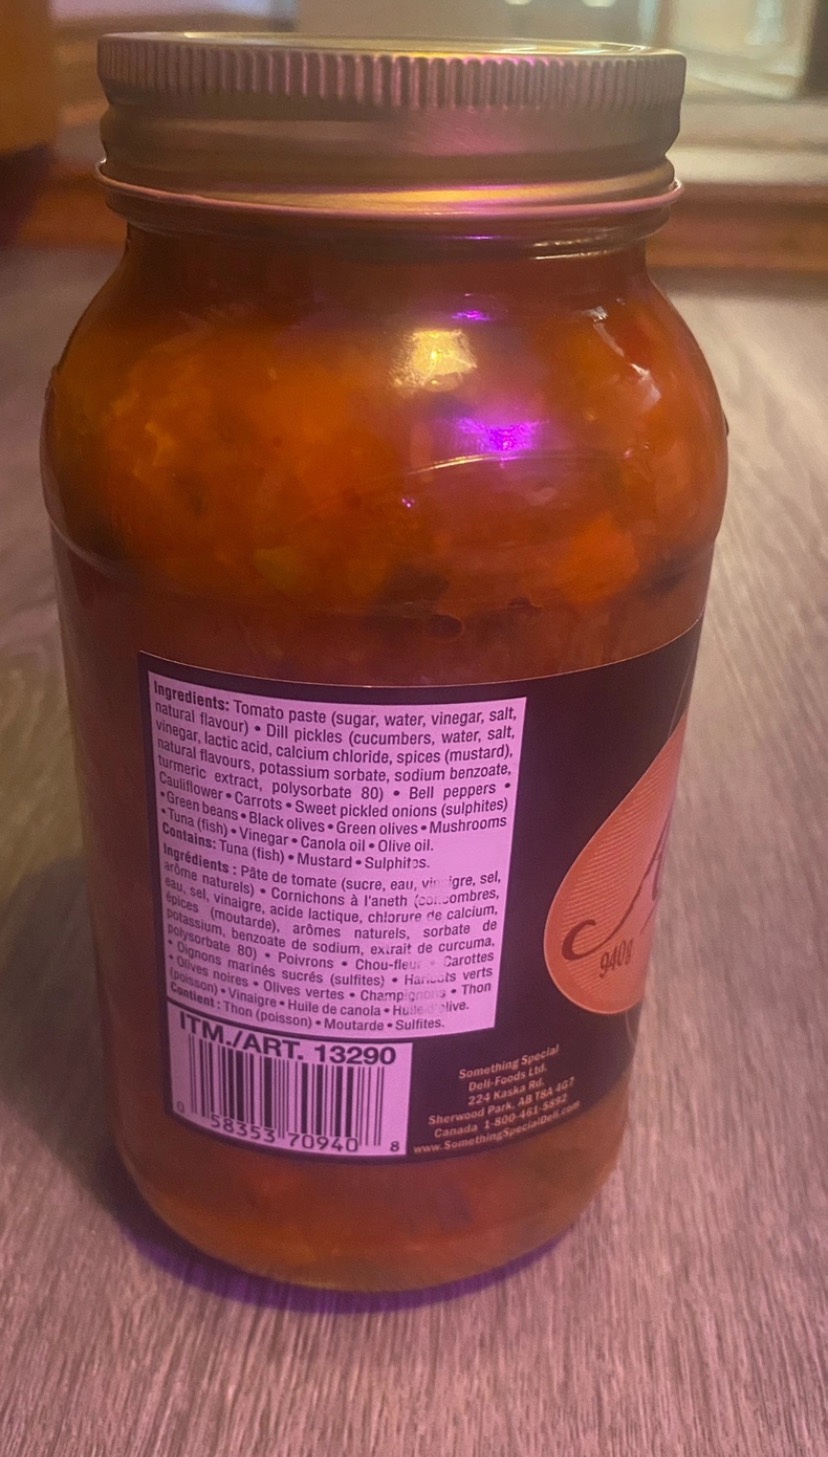 Ingredients: Tomato paste (sugar, water, vinegar, salt,
natural flavour) • Dill pickles (cucumbers, water, salt,
vinegar, lactic acid, calcium chloride, spices (mustard),
natural flavours, potassium sorbate, sodium benzoate,
turmeric extract, polysorbate 80) • Bell peppers •
Cauliflower • Carrots • Sweet pickled onions (sulphites)
• Green beans • Black olives • Green olives • Mushrooms
• Tuna (fish) • Vinegar • Canola oil • Olive oil.
Contains: Tuna (fish) • Mustard • Sulphites.
Ingrédients : Pâte de tomate (sucre, eau, vinaigre, sel,
arôme naturels) • Cornichons à l'aneth (concombres,
eau, sel, vinaigre, acide lactique, chlorure de calcium,
épices (moutarde), arômes naturels, sorbate de
potassium, benzoate de sodium, extrait de curcuma,
polysorbate 80) • Poivrons • Chou-fleur • Carottes
• Oignons marinés sucrés (sulfites) • Haricots verts
• Olives noires • Olives vertes • Champignons • Thon
(poisson) • Vinaigre • Huile de canola • Huile d'olive.
Contient : Thon (poisson) • Moutarde • Sulfites.
ITM./ART. 13290
0 58353 70940 8
Something Special
Deli-Foods Ltd.
224 Kaska Rd.
Sherwood Park, AB T8A 4G7
Canada 1-800-461-5892
www.SomethingSpecialDeli.com
940g